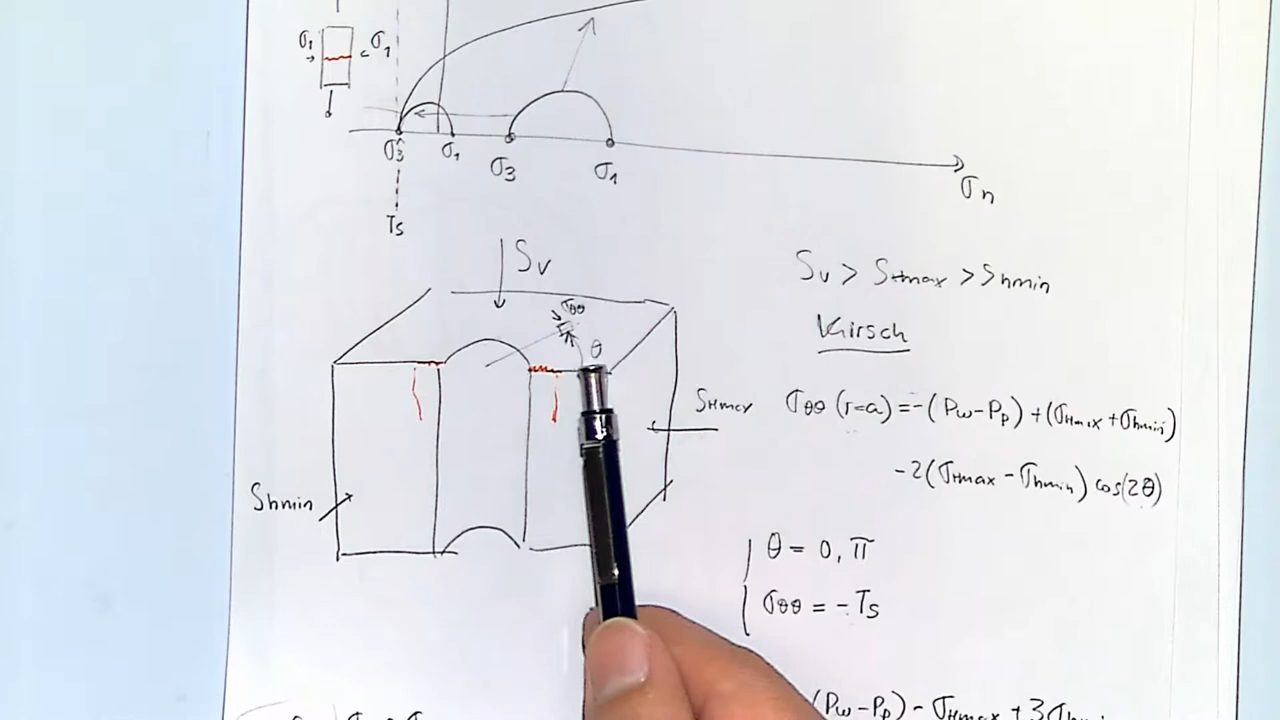 σ1 σ1
σ3 σ1 σ3 σ1 σn
Ts
Sv
σθθ
θ
SHmax
Shmin
Sv > SHmax > Shmin
Kirsch
σθθ (r=a) = -(Pw-Pp) + (σHmax + σhmin)
-2(σHmax - σhmin) cos(2θ)
θ = 0, π
σθθ = -Ts
(Pw-Pp) - σHmax + 3σhmin